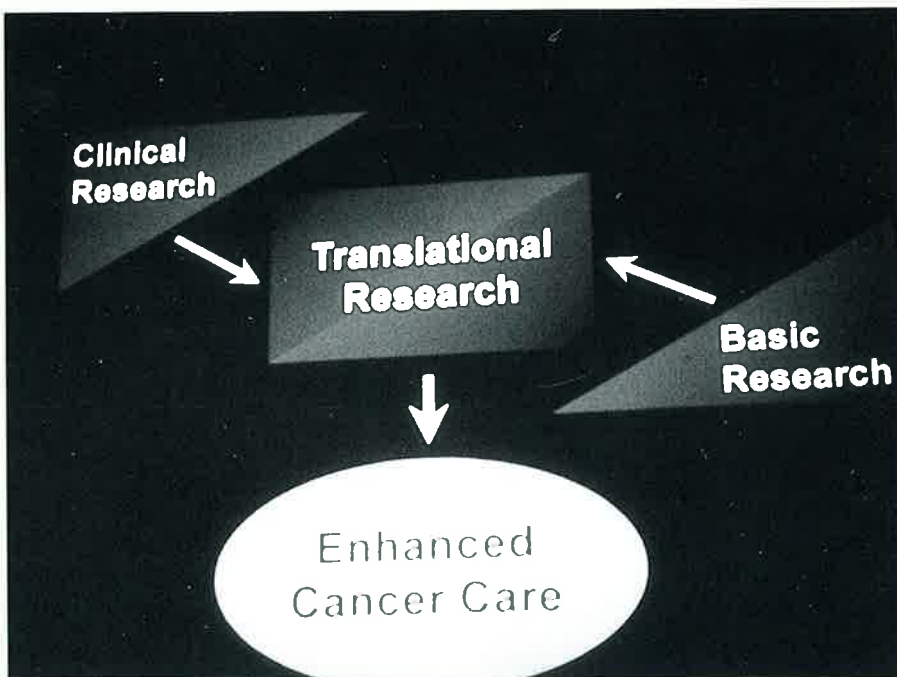 Clinical
Research
Translational
Research
Basic
Research
Enhanced
Cancer Care